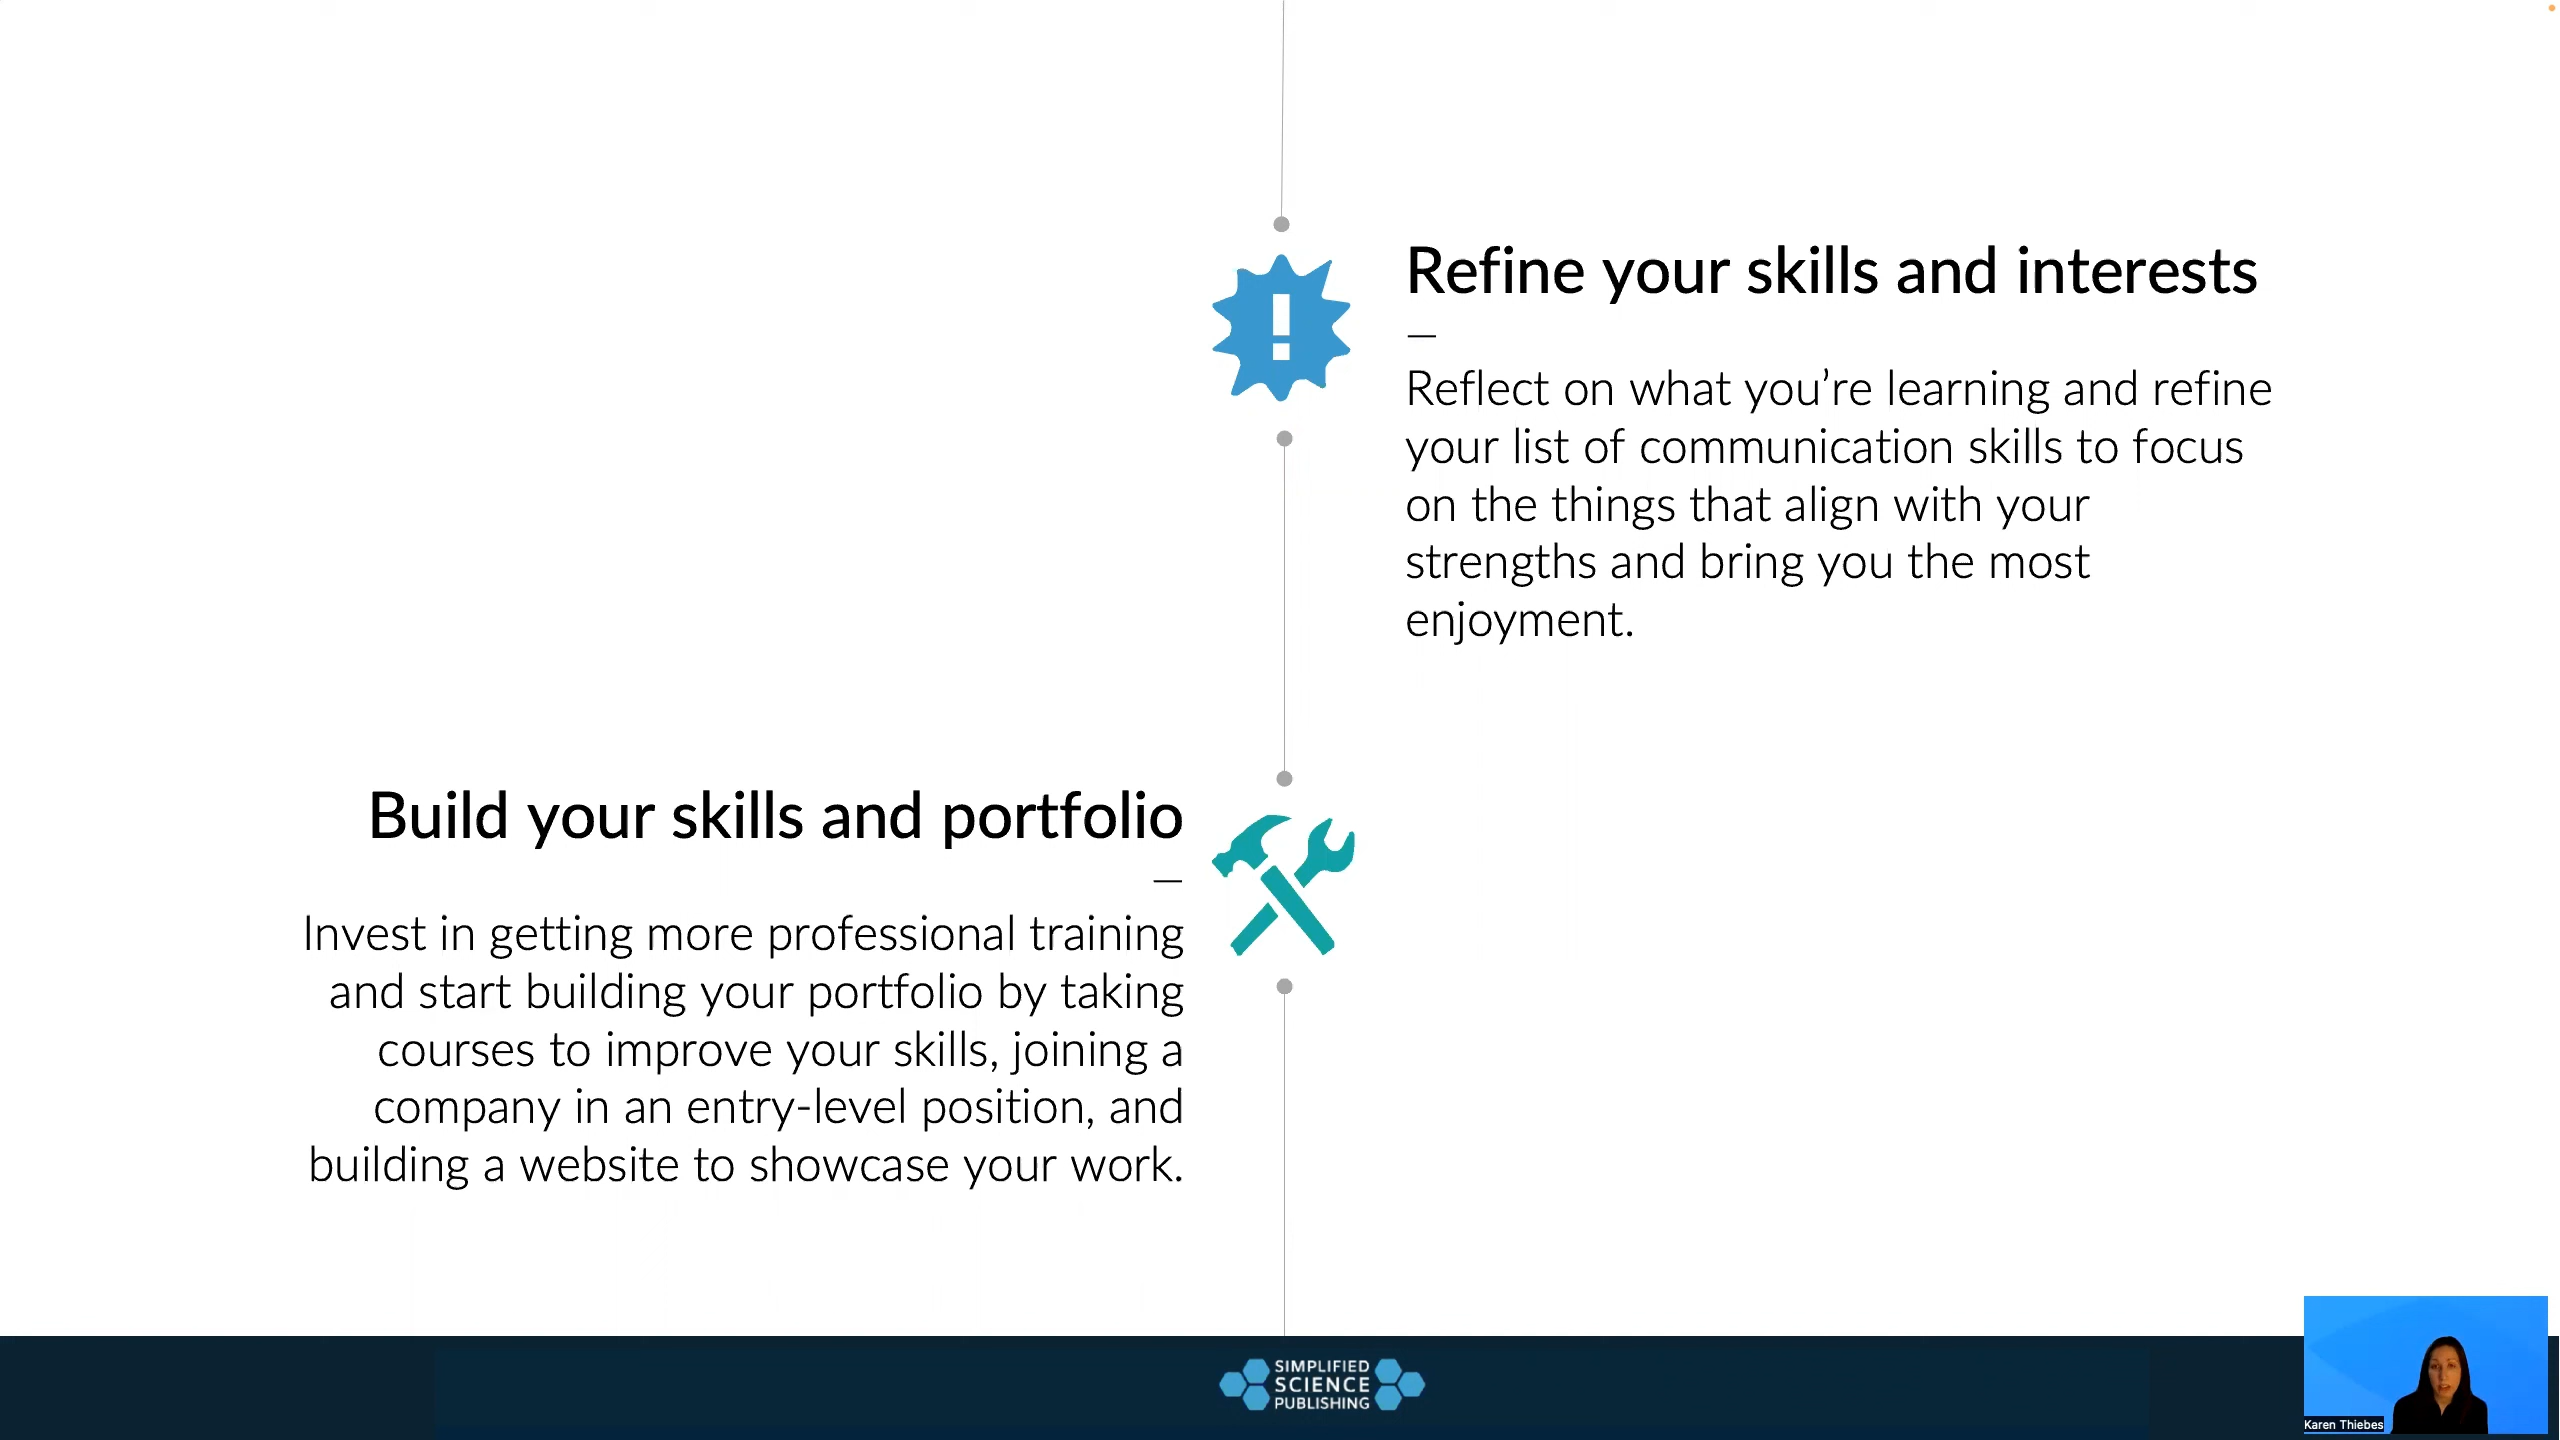 Refine your skills and interests
Reflect on what you’re learning and refine
your list of communication skills to focus
on the things that align with your
strengths and bring you the most
enjoyment.
Build your skills and portfolio
Invest in getting more professional training
and start building your portfolio by taking
courses to improve your skills, joining a
company in an entry-level position, and
building a website to showcase your work.
SIMPLIFIED
SCIENCE
PUBLISHING
Karen Thiebes